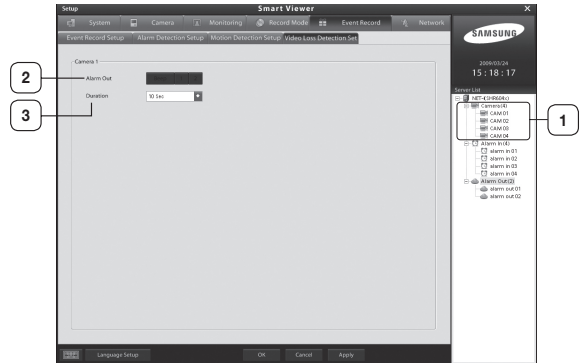 Setup
Smart Viewer
X
System
Camera
Monitoring
Record Mode
Event Record
Network
Event Record Setup
Alarm Detection Setup
Motion Detection Setup
Video Loss Detection Set
SAMSUNG
2009/03/24
15 : 18 : 17
Camera 1
2
Alarm Out
3
Duration
10 Sec
Server List
NET-(SHR604x)
Camera(4)
CAM 01
CAM 02
CAM 03
CAM 04
1
Alarm In(4)
alarm in 01
alarm in 02
alarm in 03
alarm in 04
Alarm Out(2)
alarm out 01
alarm out 02
Language Setup
OK
Cancel
Apply